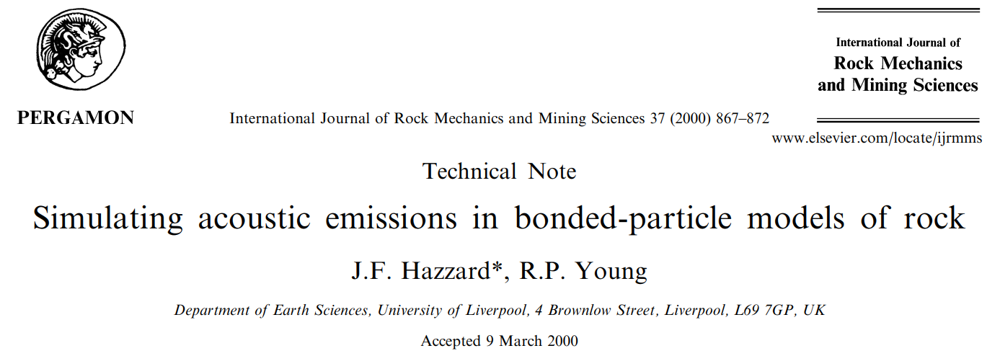 International Journal of
Rock Mechanics
and Mining Sciences
PERGAMON
International Journal of Rock Mechanics and Mining Sciences 37 (2000) 867–872
www.elsevier.com/locate/ijrmms
Technical Note
Simulating acoustic emissions in bonded-particle models of rock
J.F. Hazzard*, R.P. Young
Department of Earth Sciences, University of Liverpool, 4 Brownlow Street, Liverpool, L69 7GP, UK
Accepted 9 March 2000